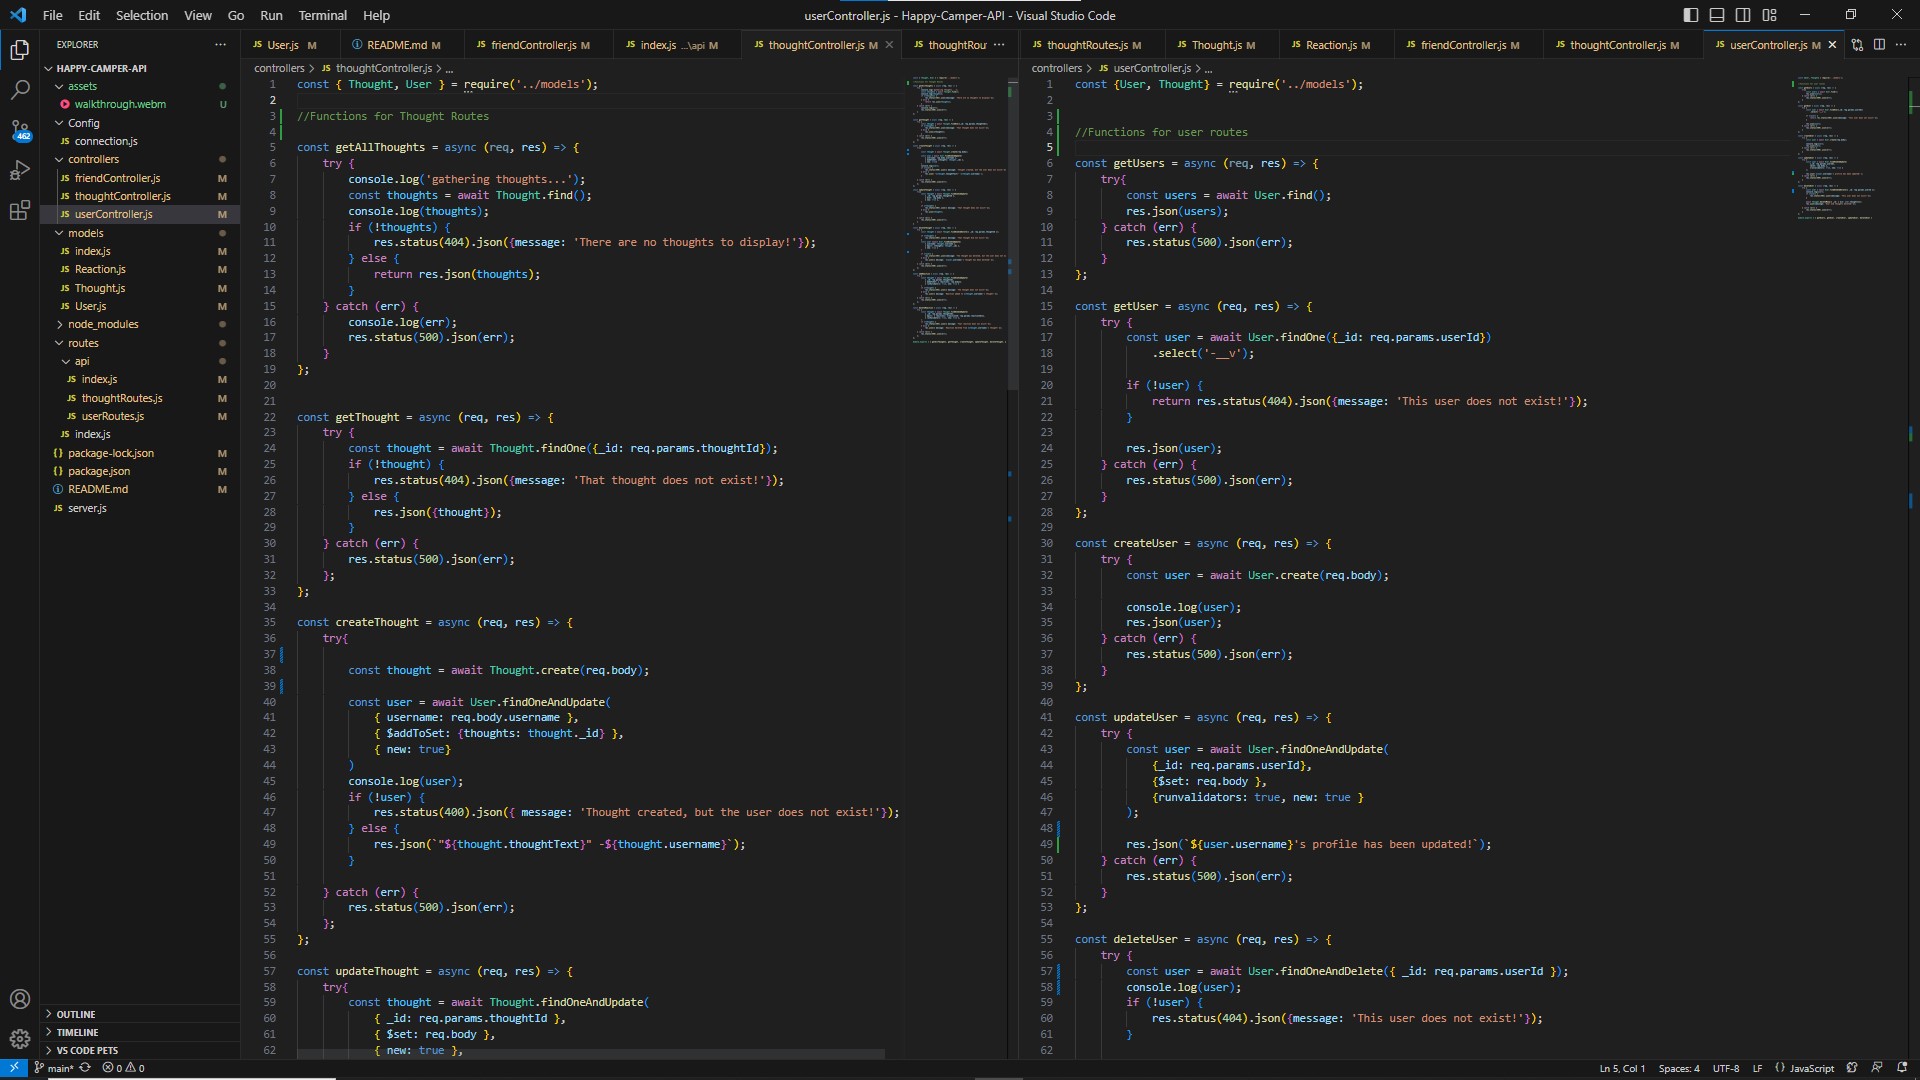 File Edit Selection View Go Run Terminal Help
userController.js - Happy-Camper-API - Visual Studio Code
EXPLORER
HAPPY-CAMPER-API
assets
walkthrough.webm U
Config
connection.js
controllers
friendController.js M
thoughtController.js M
userController.js M
models
index.js M
Reaction.js M
Thought.js M
User.js M
node_modules
routes
api
index.js M
thoughtRoutes.js M
userRoutes.js M
index.js
package-lock.json M
package.json M
README.md M
server.js
OUTLINE
TIMELINE
VS CODE PETS
462
User.js M README.md M friendController.js M index.js ...\api M thoughtController.js M thoughtRou
controllers > thoughtController.js > ...
1 const { Thought, User } = require('../models');
2
3 //Functions for Thought Routes
4
5 const getAllThoughts = async (req, res) => {
6 try {
7 console.log('gathering thoughts...');
8 const thoughts = await Thought.find();
9 console.log(thoughts);
10 if (!thoughts) {
11 res.status(404).json({message: 'There are no thoughts to display!'});
12 } else {
13 return res.json(thoughts);
14 }
15 } catch (err) {
16 console.log(err);
17 res.status(500).json(err);
18 }
19 };
20
21
22 const getThought = async (req, res) => {
23 try {
24 const thought = await Thought.findOne({_id: req.params.thoughtId});
25 if (!thought) {
26 res.status(404).json({message: 'That thought does not exist!'});
27 } else {
28 res.json({thought});
29 }
30 } catch (err) {
31 res.status(500).json(err);
32 };
33 };
34
35 const createThought = async (req, res) => {
36 try{
37
38 const thought = await Thought.create(req.body);
39
40 const user = await User.findOneAndUpdate(
41 { username: req.body.username },
42 { $addToSet: {thoughts: thought._id} },
43 { new: true}
44 )
45 console.log(user);
46 if (!user) {
47 res.status(400).json({ message: 'Thought created, but the user does not exist!'});
48 } else {
49 res.json(`"${thought.thoughtText}" -${thought.username}`);
50 }
51
52 } catch (err) {
53 res.status(500).json(err);
54 };
55 };
56
57 const updateThought = async (req, res) => {
58 try{
59 const thought = await Thought.findOneAndUpdate(
60 { _id: req.params.thoughtId },
61 { $set: req.body },
62 { new: true },
thoughtRoutes.js M Thought.js M Reaction.js M friendController.js M thoughtController.js M userController.js M
controllers > userController.js > ...
1 const {User, Thought} = require('../models');
2
3
4 //Functions for user routes
5
6 const getUsers = async (req, res) => {
7 try{
8 const users = await User.find();
9 res.json(users);
10 } catch (err) {
11 res.status(500).json(err);
12 }
13 };
14
15 const getUser = async (req, res) => {
16 try {
17 const user = await User.findOne({_id: req.params.userId})
18 .select('-__v');
19
20 if (!user) {
21 return res.status(404).json({message: 'This user does not exist!'});
22 }
23
24 res.json(user);
25 } catch (err) {
26 res.status(500).json(err);
27 }
28 };
29
30 const createUser = async (req, res) => {
31 try {
32 const user = await User.create(req.body);
33
34 console.log(user);
35 res.json(user);
36 } catch (err) {
37 res.status(500).json(err);
38 }
39 };
40
41 const updateUser = async (req, res) => {
42 try {
43 const user = await User.findOneAndUpdate(
44 {_id: req.params.userId},
45 {$set: req.body },
46 {runvalidators: true, new: true }
47 );
48
49 res.json(`${user.username}'s profile has been updated!`);
50 } catch (err) {
51 res.status(500).json(err);
52 }
53 };
54
55 const deleteUser = async (req, res) => {
56 try {
57 const user = await User.findOneAndDelete({ _id: req.params.userId });
58 console.log(user);
59 if (!user) {
60 res.status(404).json({message: 'This user does not exist!'});
61 }
62
main* 0 0
Ln 5, Col 1 Spaces: 4 UTF-8 LF {} JavaScript